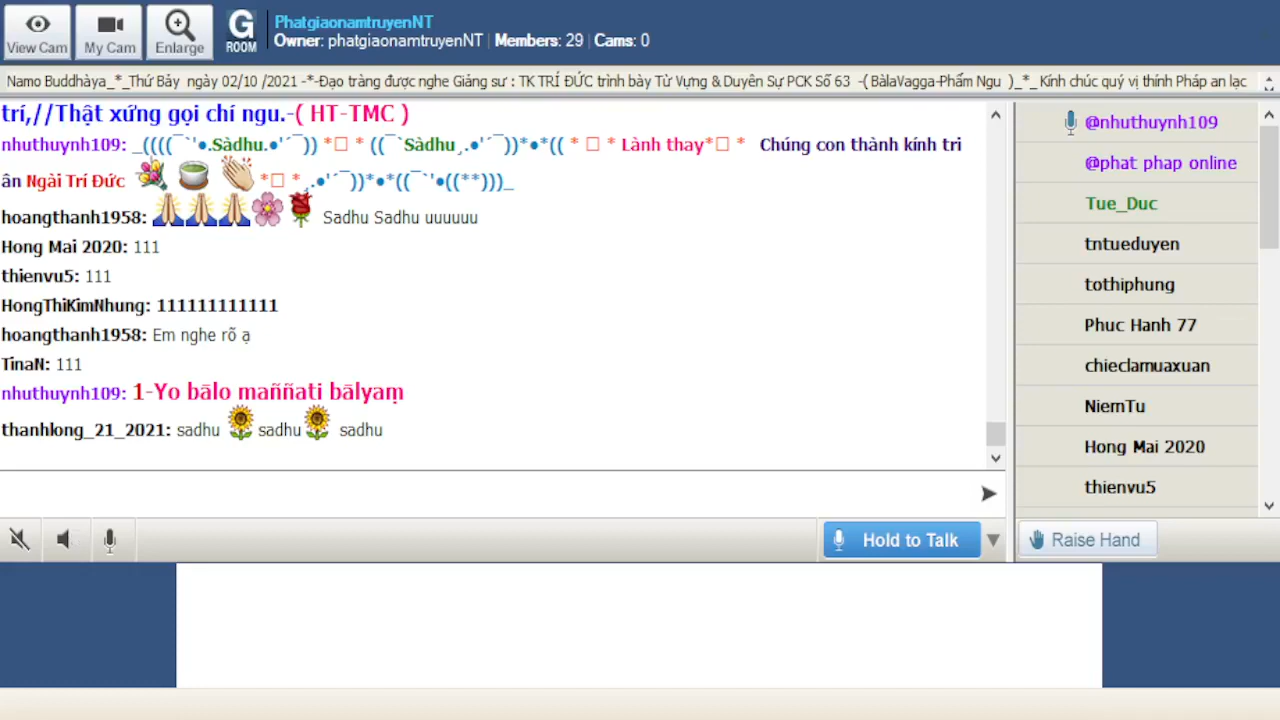 View Cam
My Cam
Enlarge
G
ROOM
PhatgiaonamtruyenNT
Owner: phatgiaonamtruyenNT | Members: 29 | Cams: 0
Namo Buddhàya_*_Thứ Bảy ngày 02/10 /2021 -*-Đạo tràng được nghe Giảng sư : TK TRÍ ĐỨC trình bày Từ Vựng & Duyên Sự PCK Số 63 -( BàlaVagga-Phẩm Ngu )_*_ Kính chúc quý vị thính Pháp an lạc
trí,//Thật xứng gọi chí ngu.-( HT-TMC )
nhuthuynh109: _((((¯`'•.Sàdhu.•'´¯)) *□ * ((¯`Sàdhu¸.•'´¯))*•*(( * □ * Lành thay*□ * Chúng con thành kính tri
ân Ngài Trí Đức *□ *¸.•'´¯))*•*((¯`'•((**)))_
hoangthanh1958: Sadhu Sadhu uuuuuu
Hong Mai 2020: 111
thienvu5: 111
HongThiKimNhung: 111111111111
hoangthanh1958: Em nghe rõ ạ
TinaN: 111
nhuthuynh109: 1-Yo bālo maññati bālyaṃ
thanhlong_21_2021: sadhu sadhu sadhu
@nhuthuynh109
@phat phap online
Tue_Duc
tntueduyen
tothiphung
Phuc Hanh 77
chieclamuaxuan
NiemTu
Hong Mai 2020
thienvu5
Hold to Talk
Raise Hand